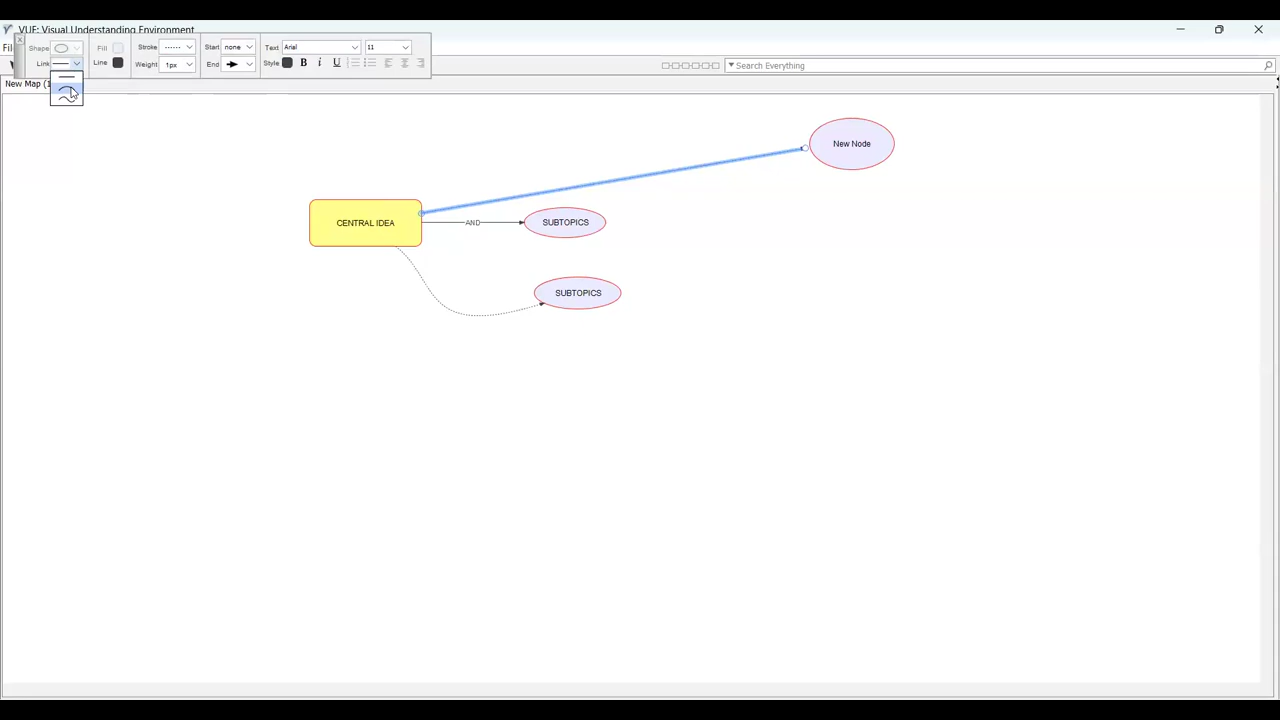 VUE: Visual Understanding Environment
Shape
Fill
Stroke
Start none
Text Arial 11
Link
Line
Weight 1px
End
Style B i U
Search Everything
New Map (1
New Node
CENTRAL IDEA
AND
SUBTOPICS
SUBTOPICS